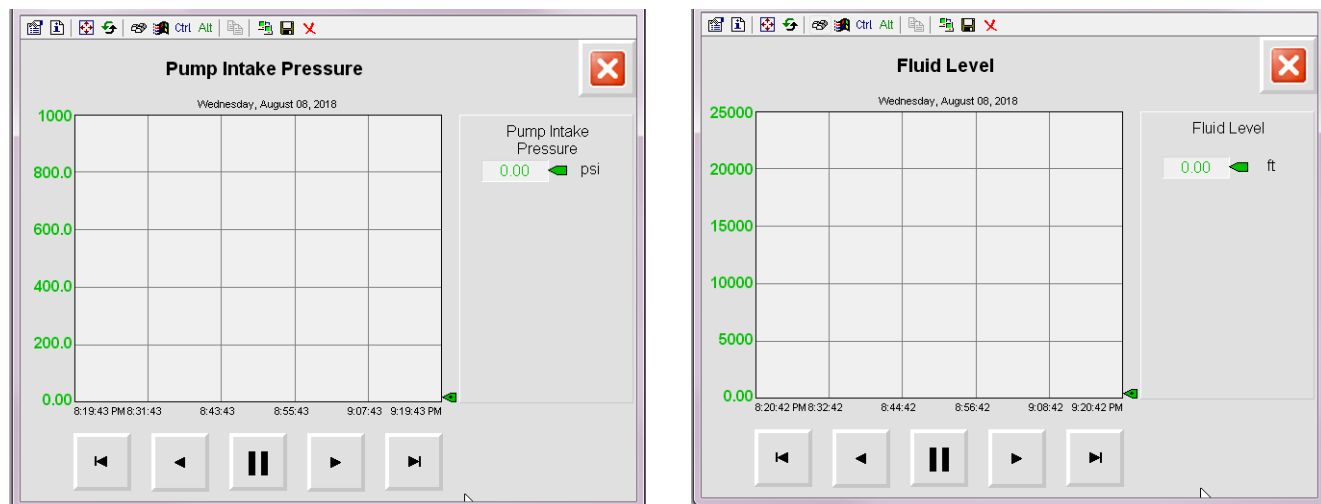 Ctrl Alt
Pump Intake Pressure
Wednesday, August 08, 2018
1000
800.0
600.0
400.0
200.0
0.00
8:19:43 PM 8:31:43 8:43:43 8:55:43 9:07:43 9:19:43 PM
Pump Intake
Pressure
0.00 psi
Ctrl Alt
Fluid Level
Wednesday, August 08, 2018
25000
20000
15000
10000
5000
0.00
8:20:42 PM 8:32:42 8:44:42 8:56:42 9:08:42 9:20:42 PM
Fluid Level
0.00 ft